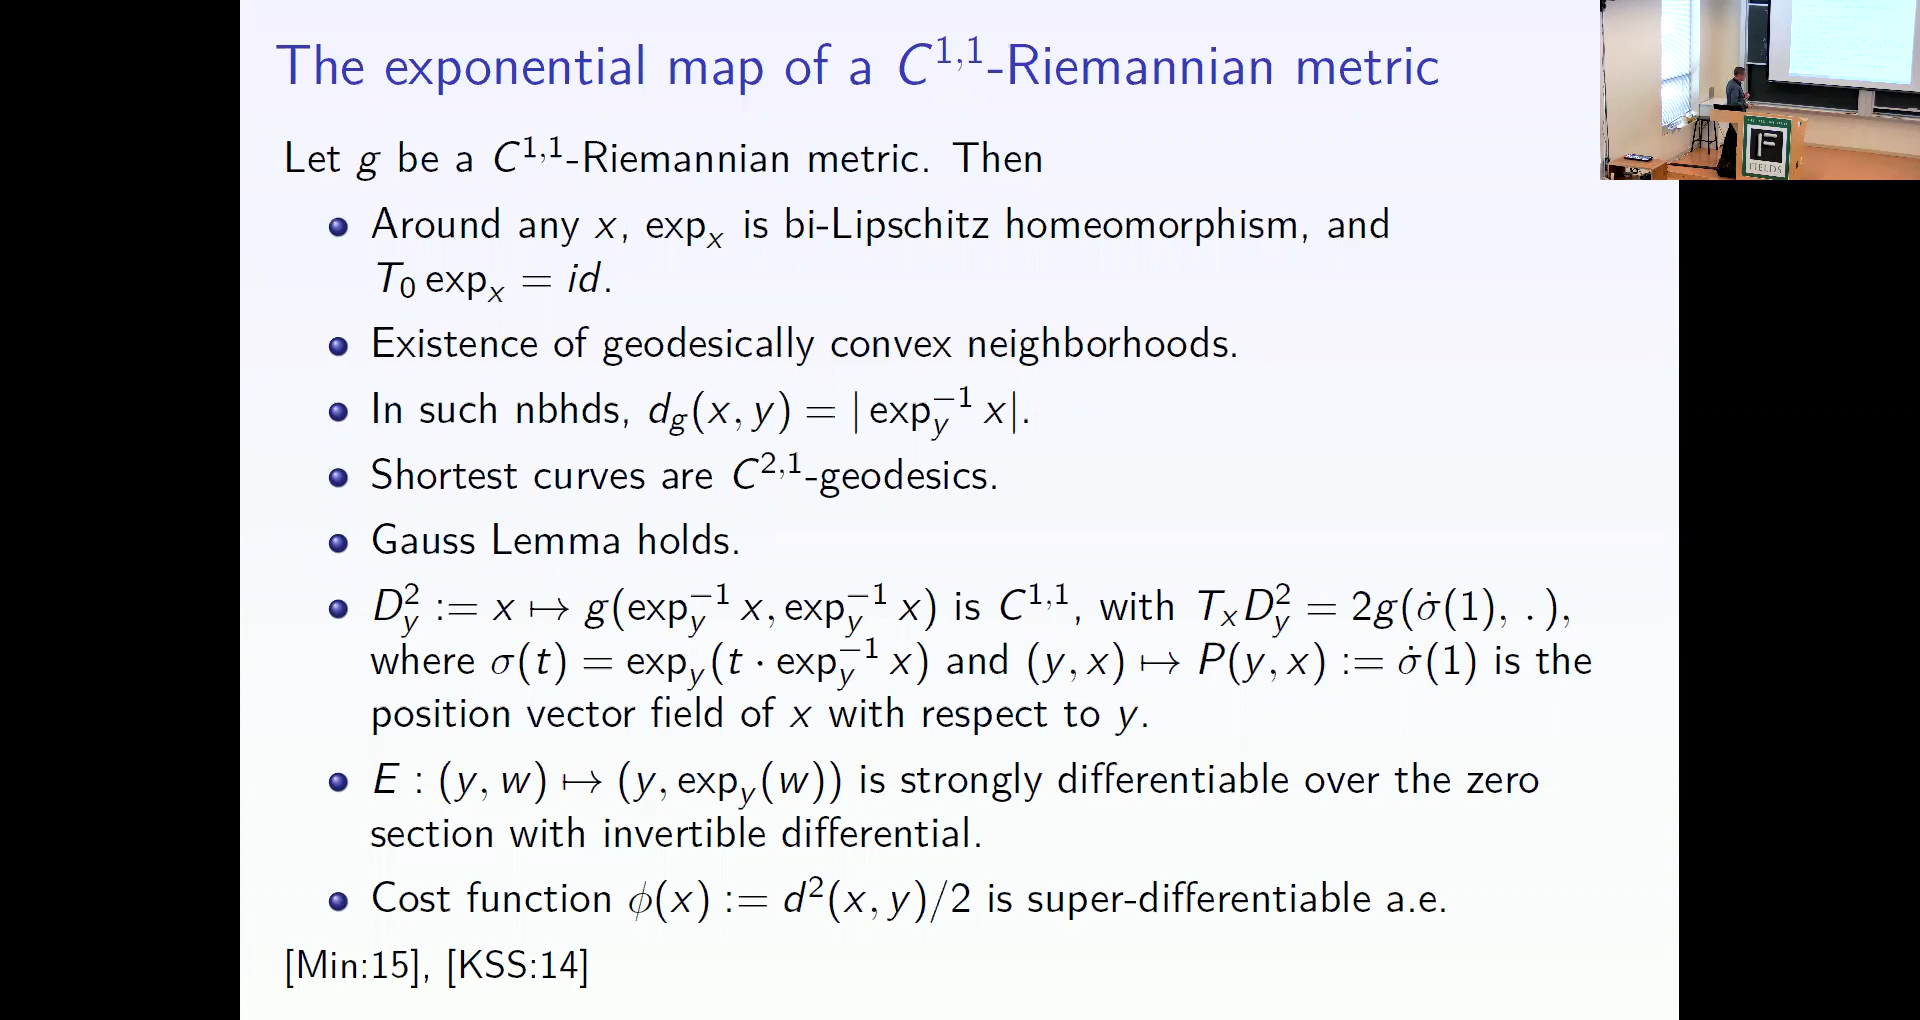 The exponential map of a C^{1,1}-Riemannian metric
Let g be a C^{1,1}-Riemannian metric. Then
Around any x, exp_x is bi-Lipschitz homeomorphism, and
T_0 exp_x = id.
Existence of geodesically convex neighborhoods.
In such nbhds, d_g(x, y) = |exp_y^{-1} x|.
Shortest curves are C^{2,1}-geodesics.
Gauss Lemma holds.
D_y^2 := x ↦ g(exp_y^{-1} x, exp_y^{-1} x) is C^{1,1}, with T_x D_y^2 = 2g(σ̇(1), . ),
where σ(t) = exp_y(t · exp_y^{-1} x) and (y, x) ↦ P(y, x) := σ̇(1) is the
position vector field of x with respect to y.
E : (y, w) ↦ (y, exp_y(w)) is strongly differentiable over the zero
section with invertible differential.
Cost function ϕ(x) := d^2(x, y)/2 is super-differentiable a.e.
[Min:15], [KSS:14]
FIELDS